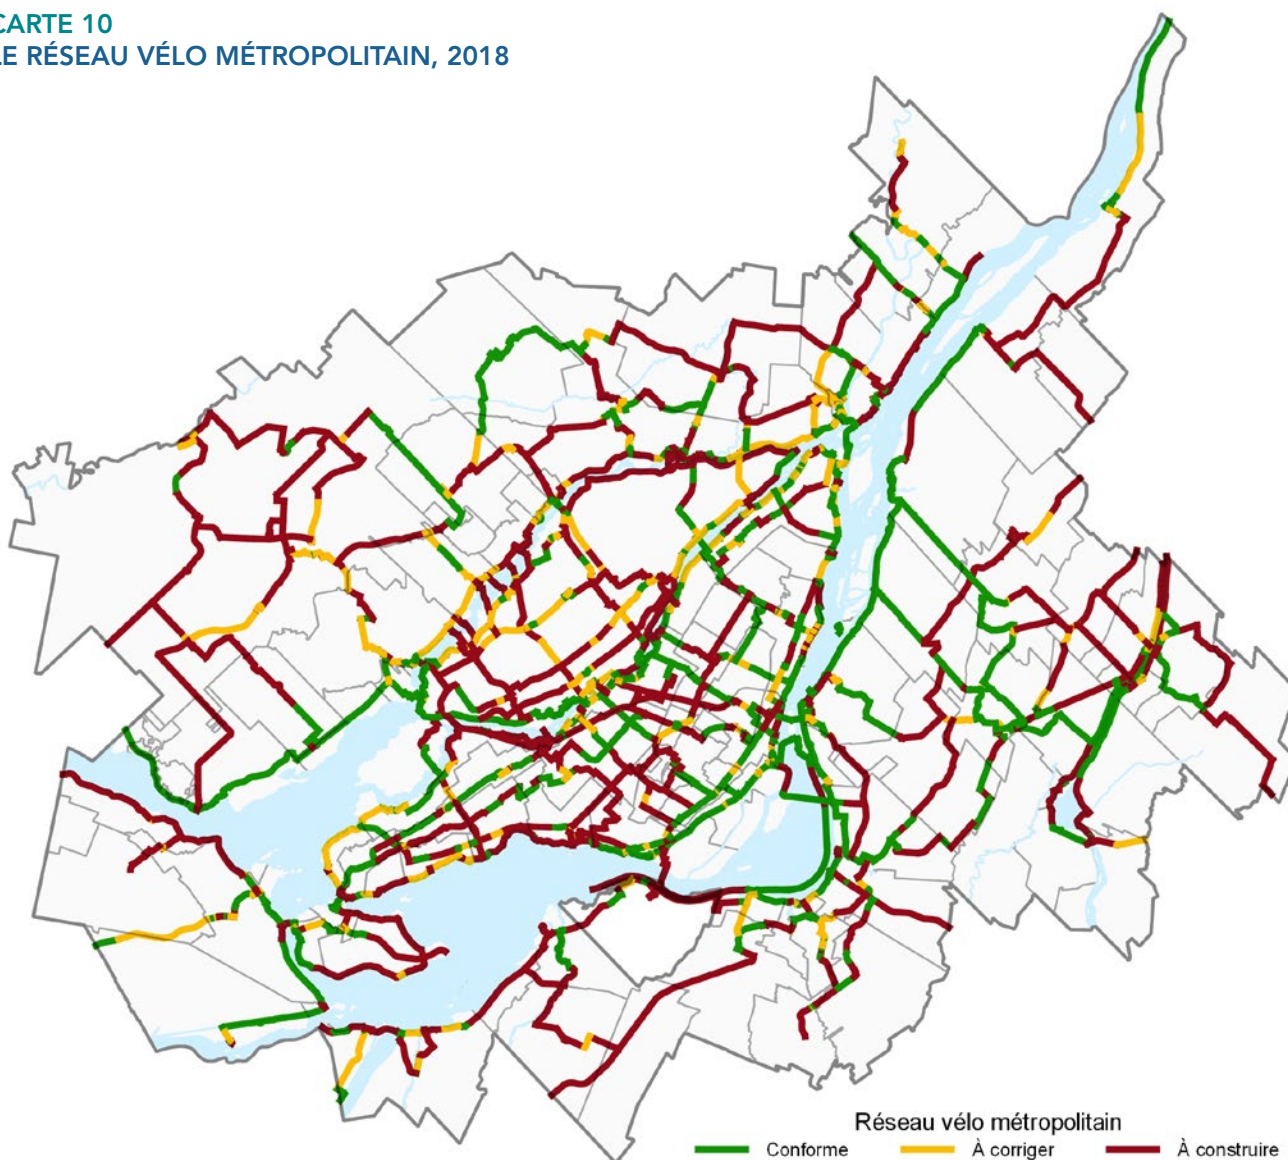 CARTE 10
LE RÉSEAU VÉLO MÉTROPOLITAIN, 2018
Réseau vélo métropolitain
Conforme À corriger À construire